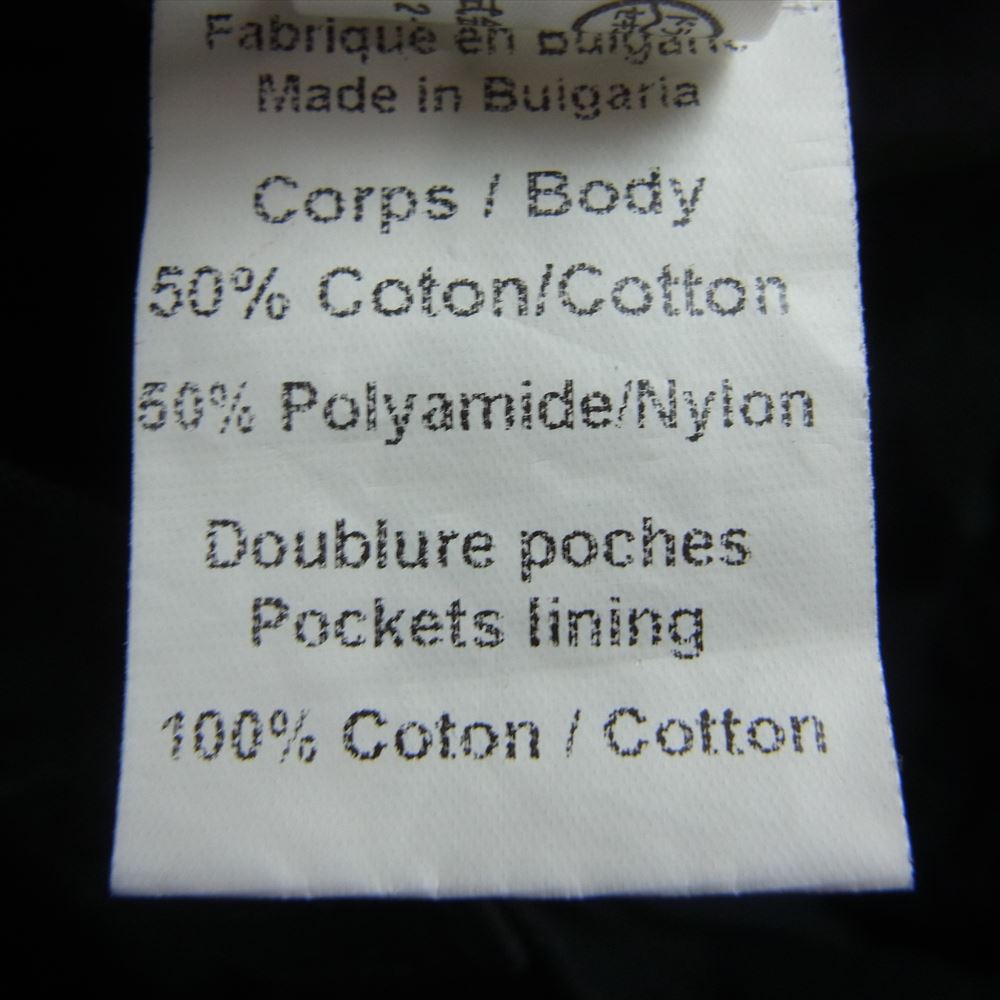 Fabriqué en Bulgarie
Made in Bulgaria
Corps / Body
50% Coton/Cotton
50% Polyamide/Nylon
Doublure poches
Pockets lining
100% Coton / Cotton